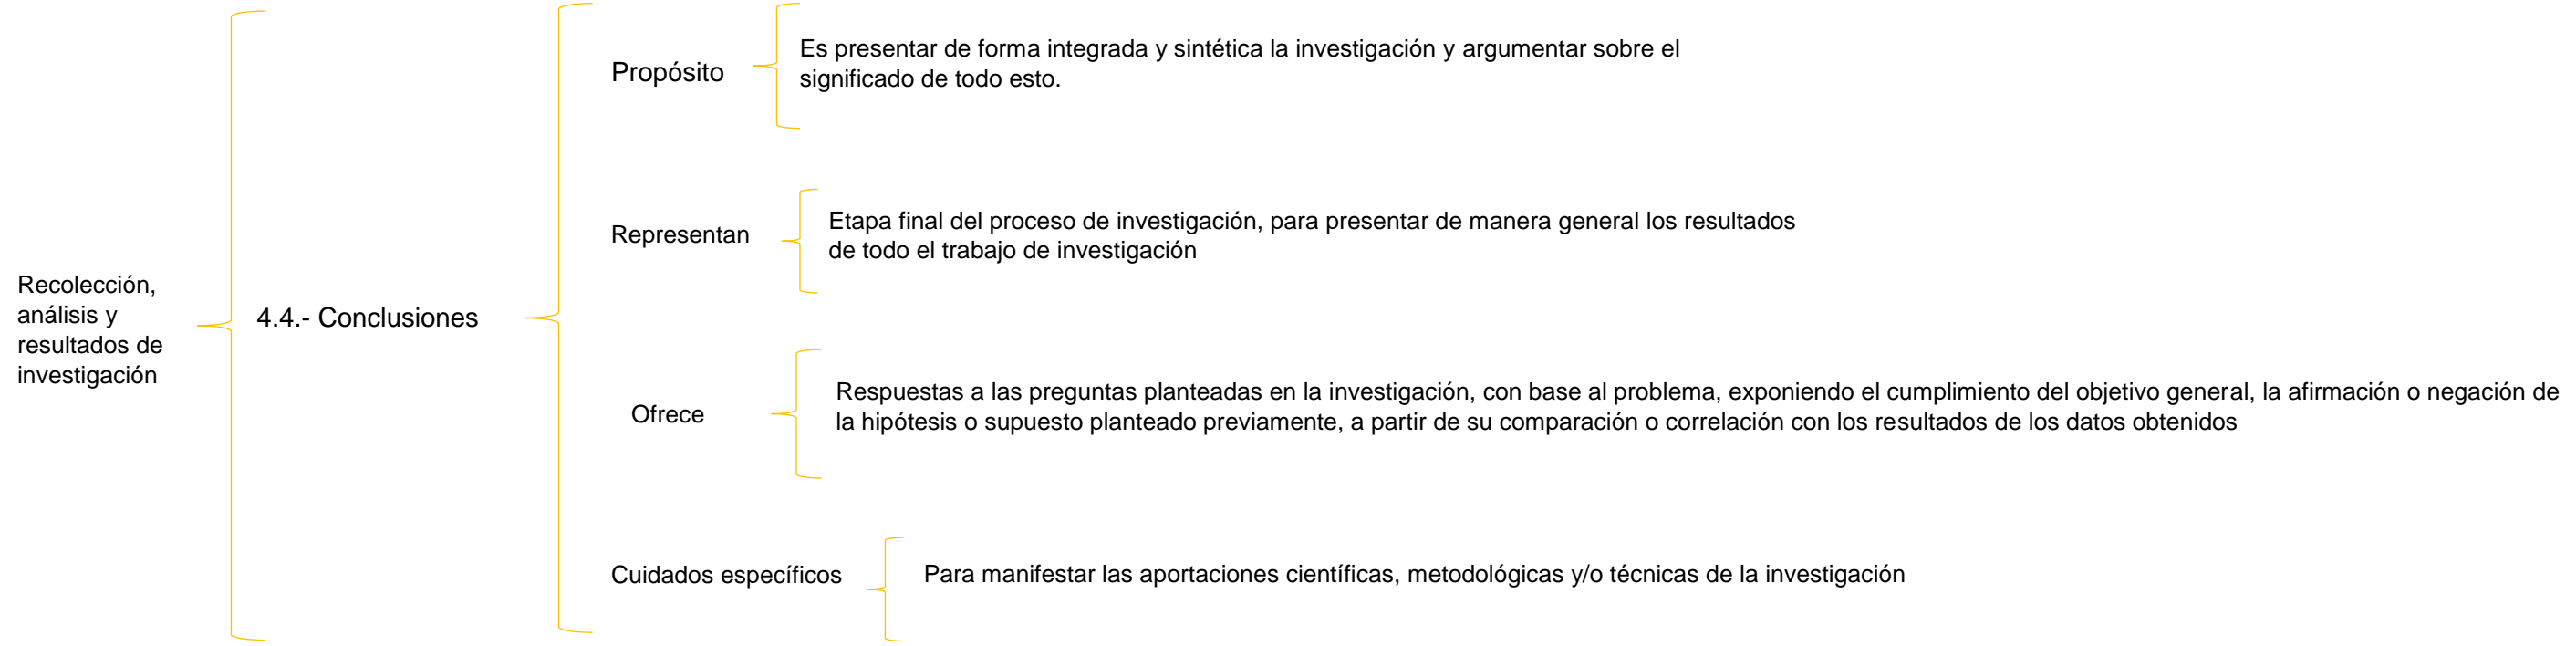 Recolección,
análisis y
resultados de
investigación
4.4.- Conclusiones
Propósito
Es presentar de forma integrada y sintética la investigación y argumentar sobre el
significado de todo esto.
Representan
Etapa final del proceso de investigación, para presentar de manera general los resultados
de todo el trabajo de investigación
Ofrece
Respuestas a las preguntas planteadas en la investigación, con base al problema, exponiendo el cumplimiento del objetivo general, la afirmación o negación de
la hipótesis o supuesto planteado previamente, a partir de su comparación o correlación con los resultados de los datos obtenidos
Cuidados específicos
Para manifestar las aportaciones científicas, metodológicas y/o técnicas de la investigación